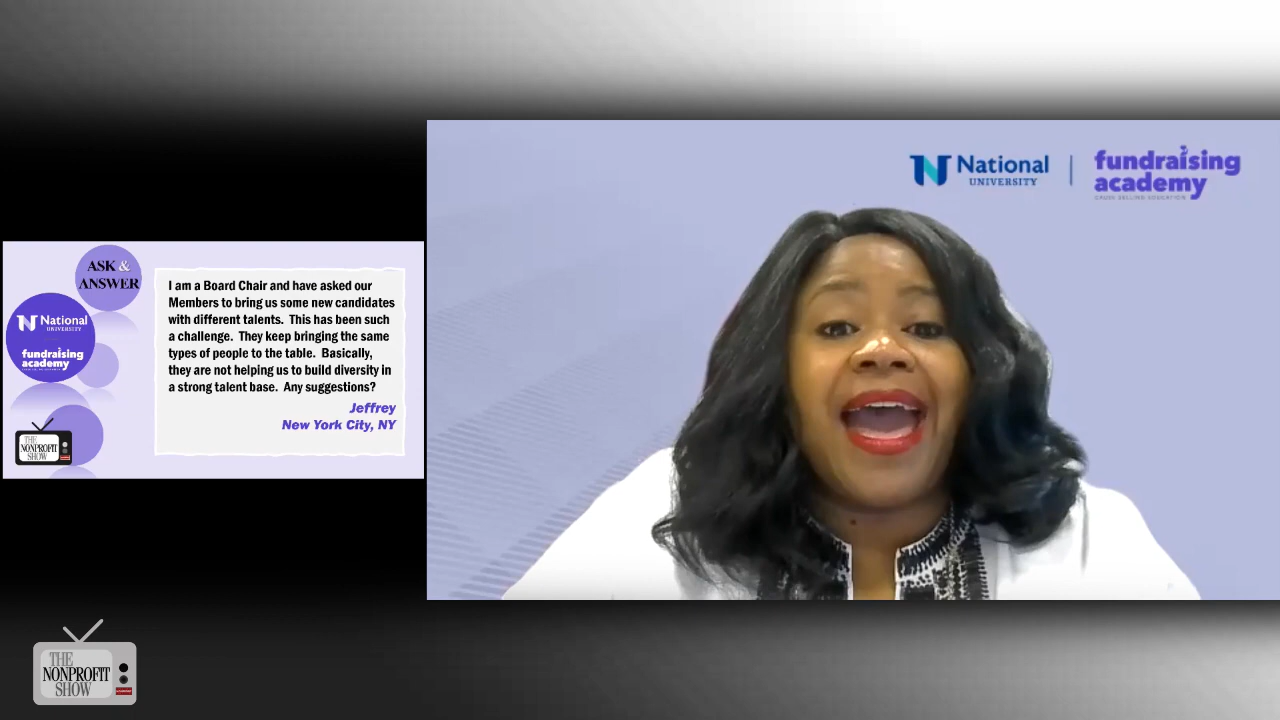 ASK &
ANSWER
National
UNIVERSITY
fundraising
academy
THE
NONPROFIT
SHOW
I am a Board Chair and have asked our
Members to bring us some new candidates
with different talents. This has been such
a challenge. They keep bringing the same
types of people to the table. Basically,
they are not helping us to build diversity in
a strong talent base. Any suggestions?
Jeffrey
New York City, NY
National
UNIVERSITY
fundraising
academy
CAUSE SELLING EDUCATION
THE
NONPROFIT
SHOW